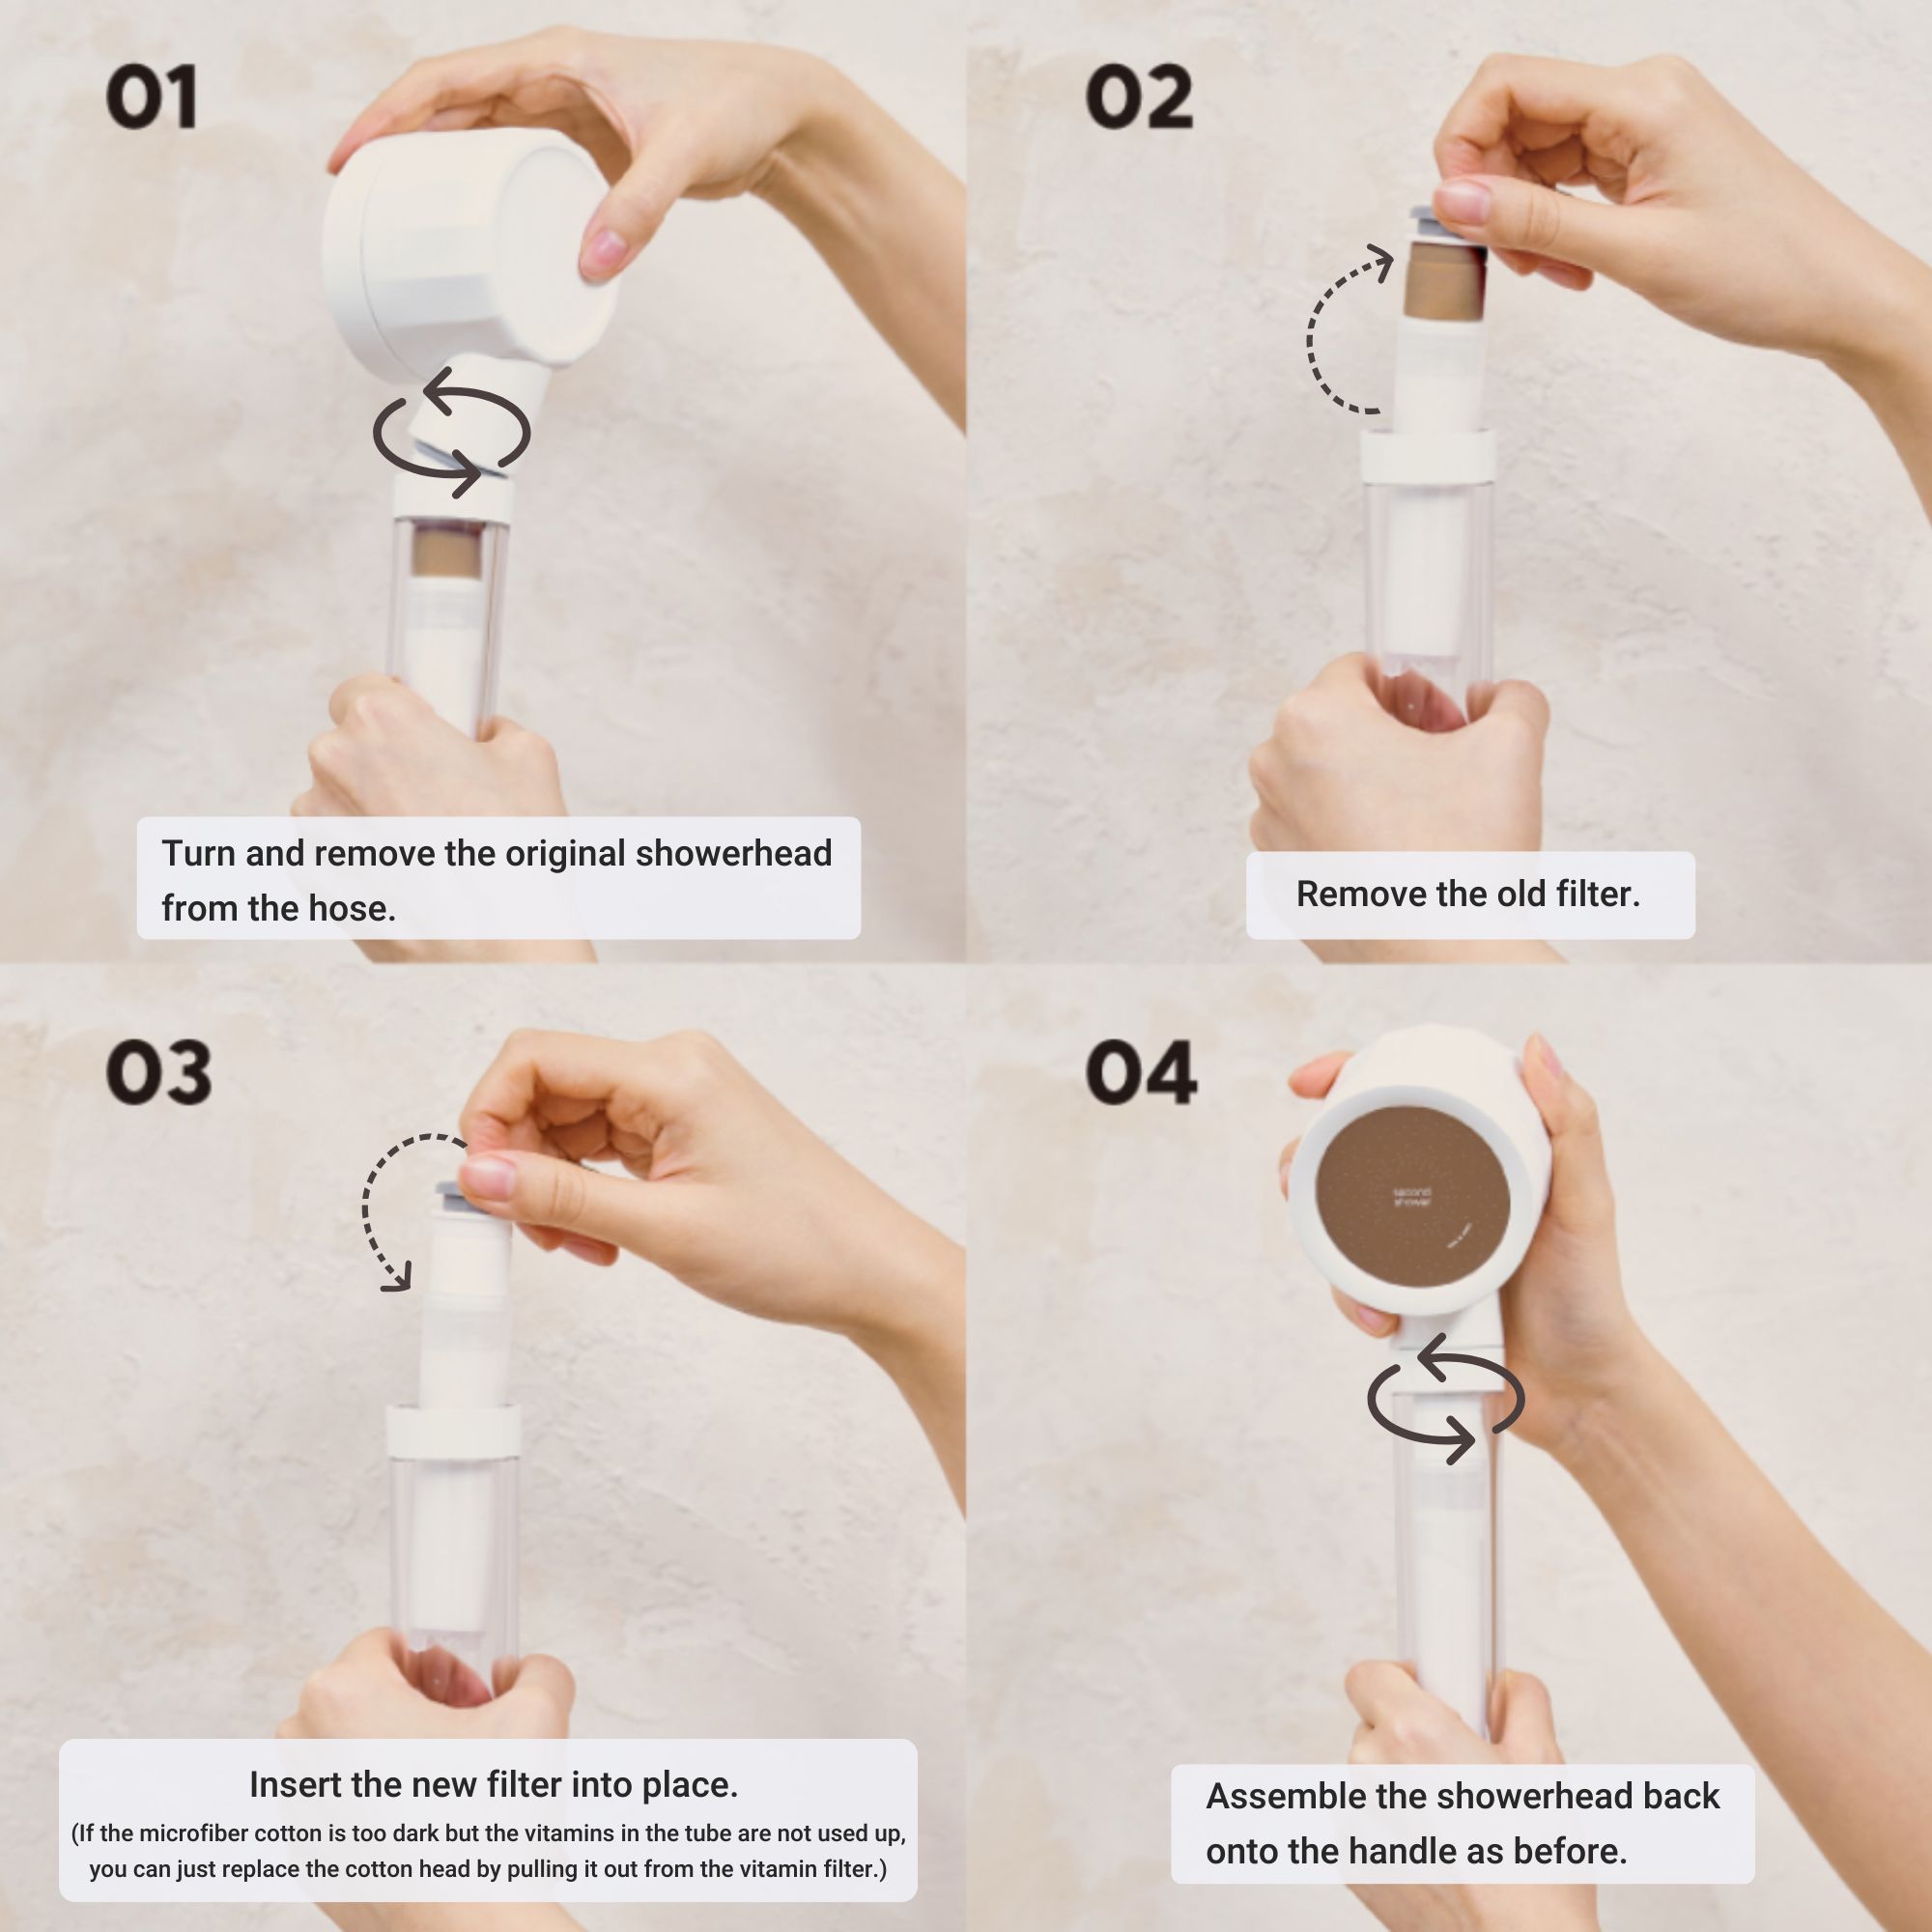 01
Turn and remove the original showerhead
from the hose.
02
Remove the old filter.
03
Insert the new filter into place.
(If the microfiber cotton is too dark but the vitamins in the tube are not used up,
you can just replace the cotton head by pulling it out from the vitamin filter.)
04
second
shower
Assemble the showerhead back
onto the handle as before.